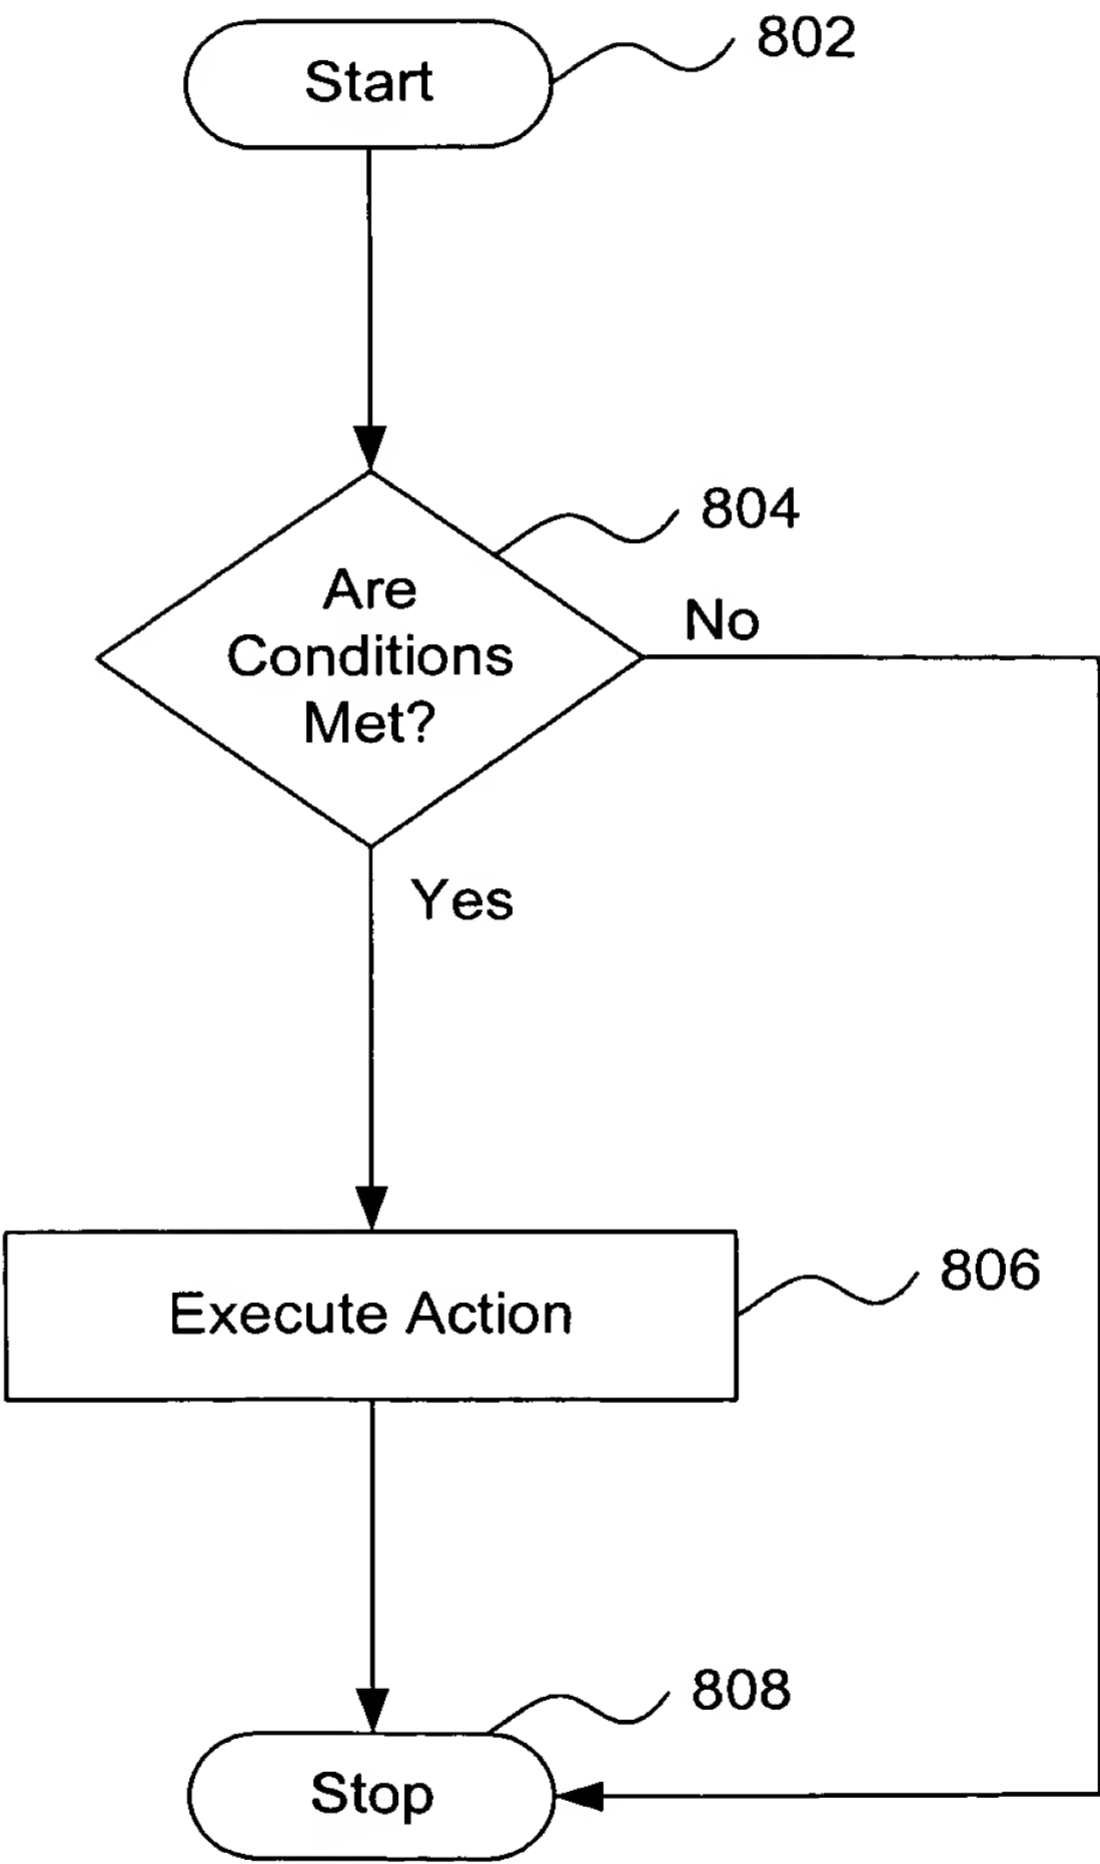 Start
802
804
Are
Conditions
Met?
No
Yes
806
Execute Action
808
Stop